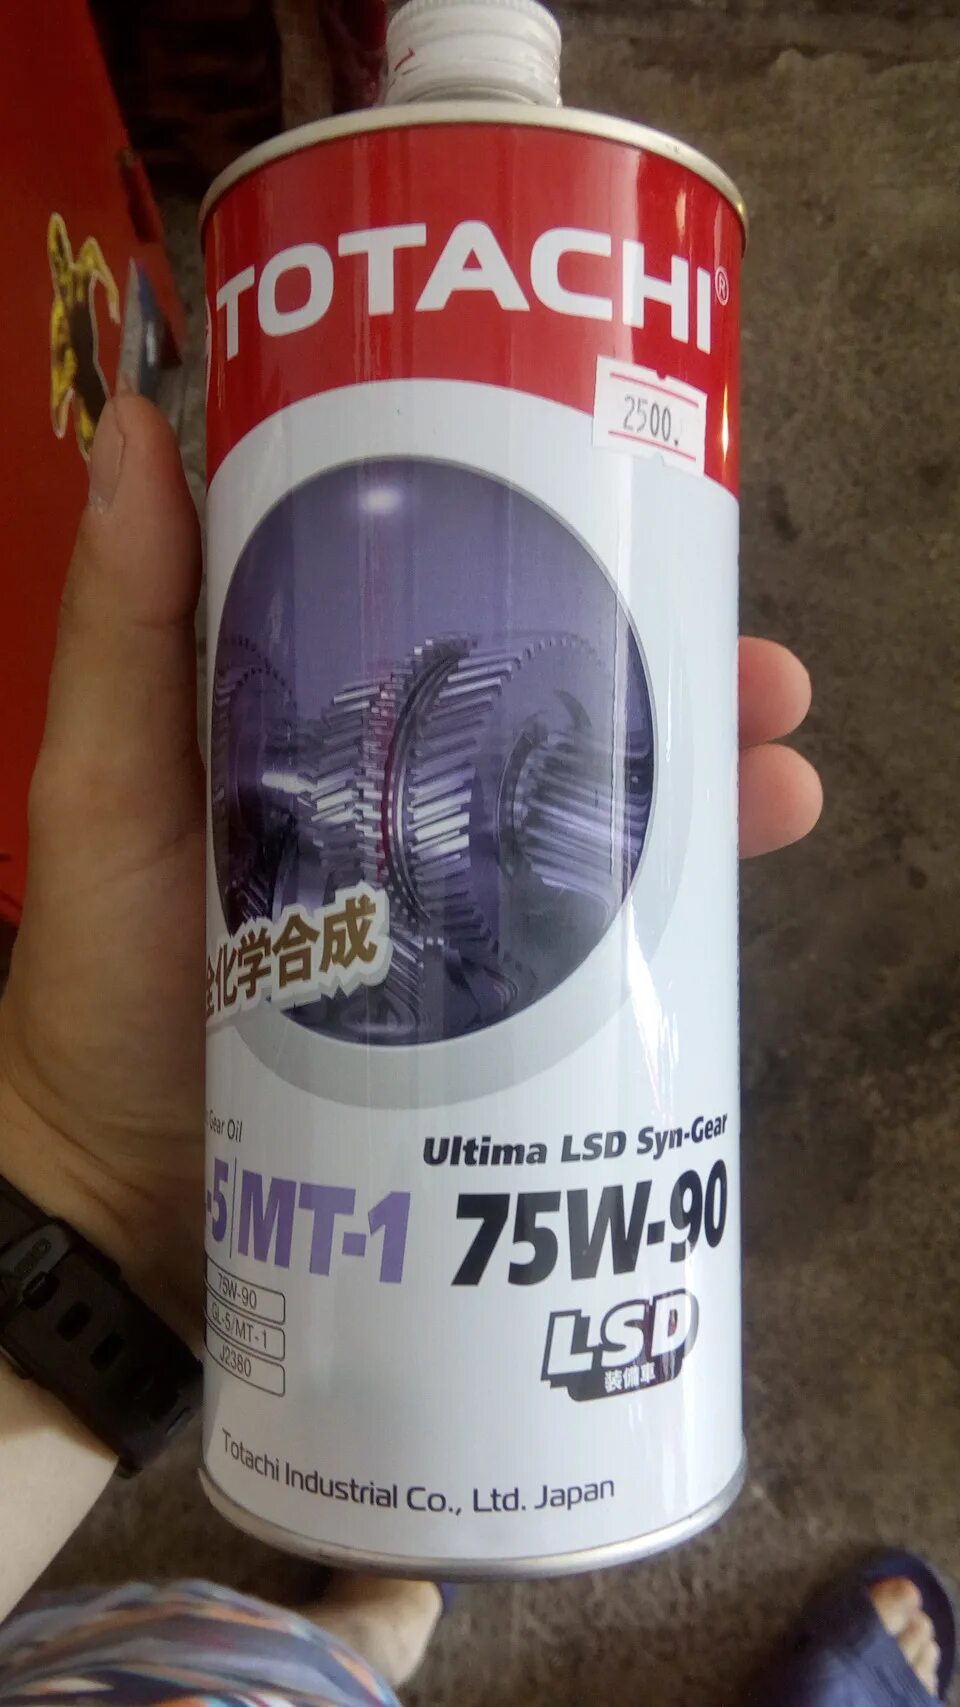 TOTACHI®
2500.
全化学合成
Gear Oil
-5/MT-1
Ultima LSD Syn-Gear
75W-90
75W-90
GL-5/MT-1
J2360
LSD
装備車
Totachi Industrial Co., Ltd. Japan